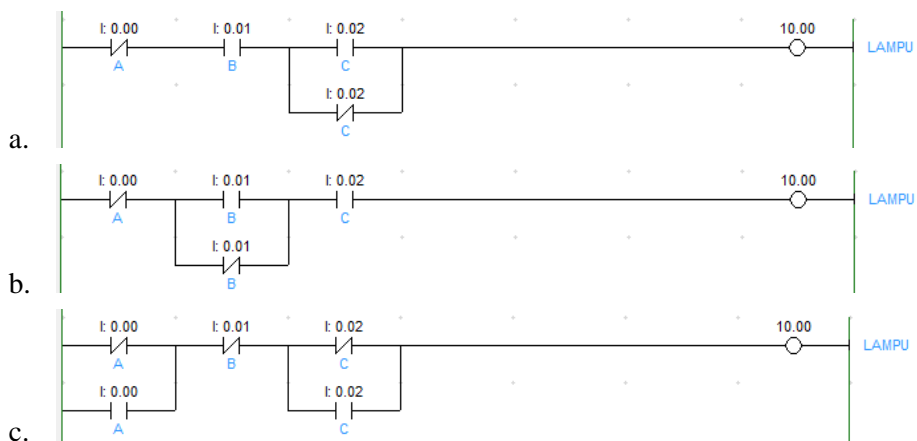 I: 0.00 I: 0.01 I: 0.02 10.00
LAMPU
A B C
I: 0.02
C
a.
I: 0.00 I: 0.01 I: 0.02 10.00
LAMPU
A B C
I: 0.01
B
b.
I: 0.00 I: 0.01 I: 0.02 10.00
LAMPU
A B C
I: 0.00 I: 0.02
A C
c.